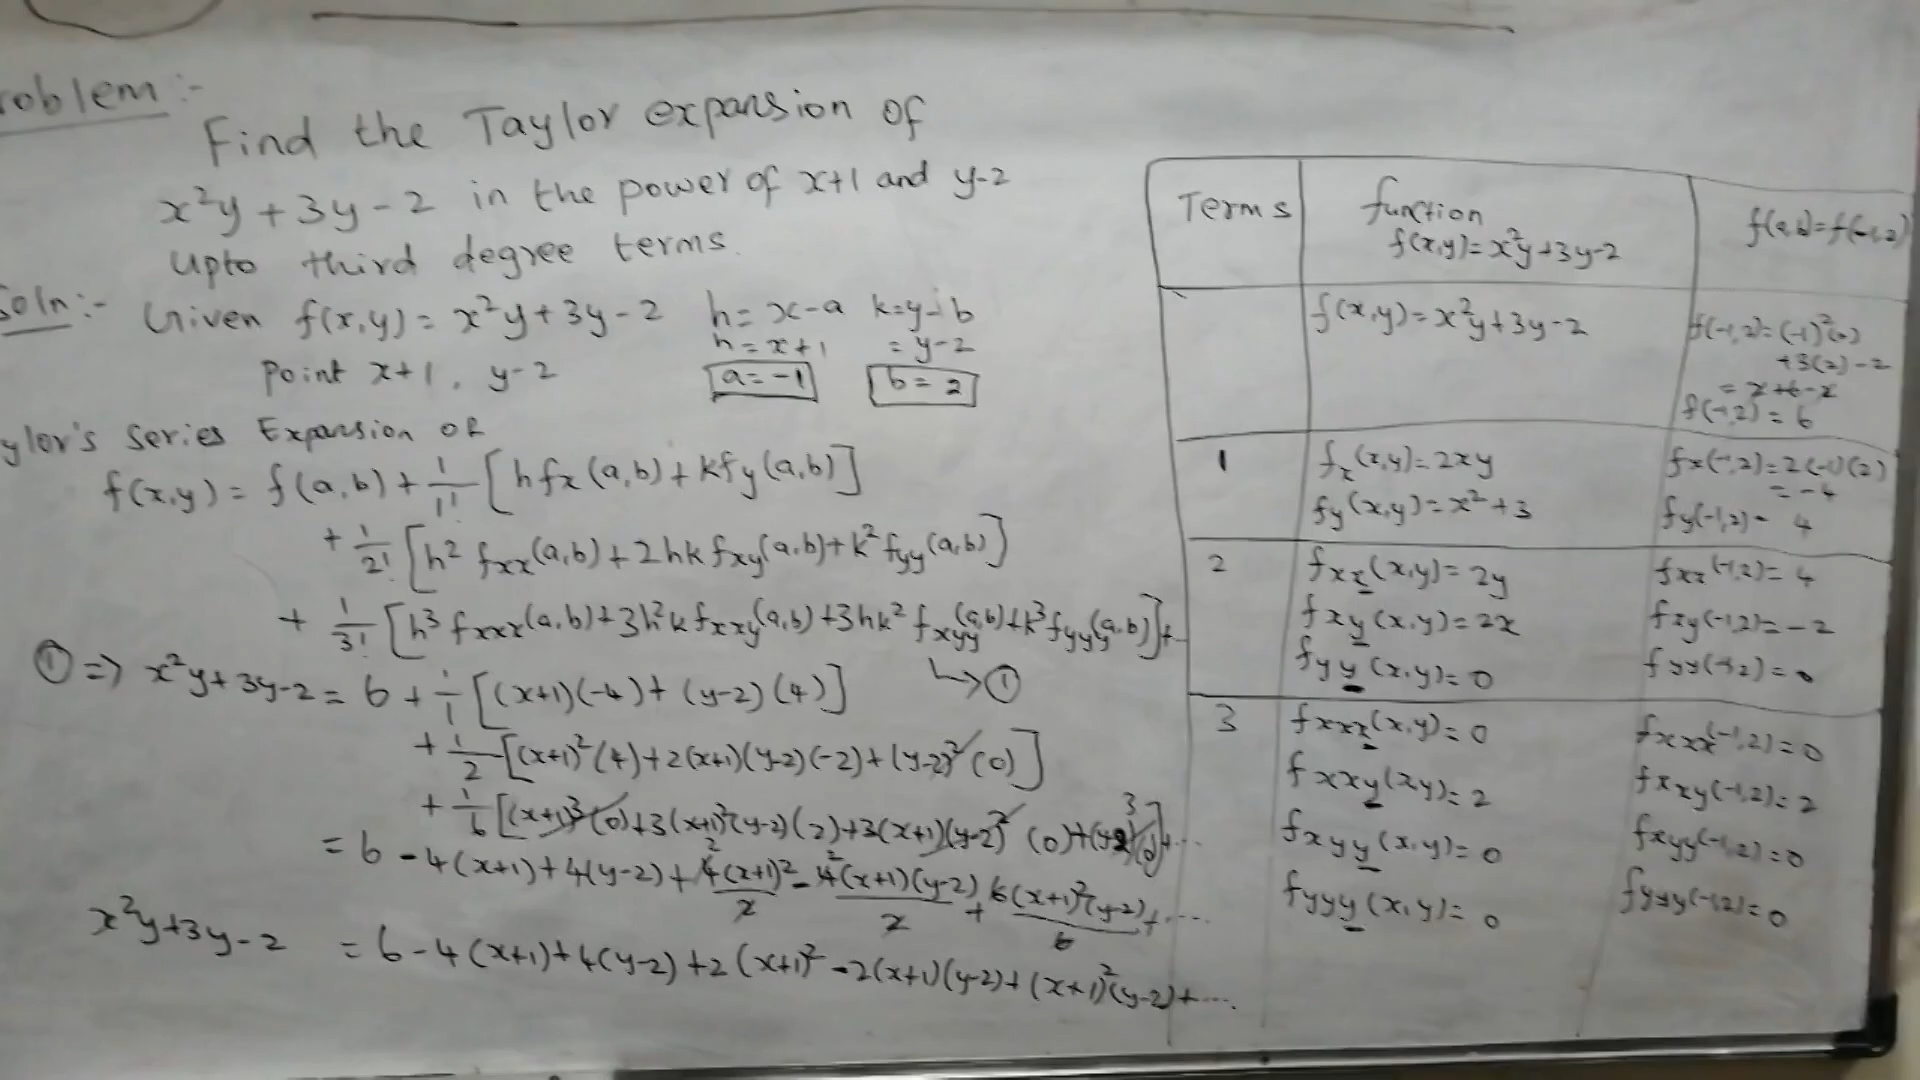 roblem :-
Find the Taylor expansion of
x²y + 3y - 2 in the power of x+1 and y-2
upto third degree terms.
Soln:- Given f(x,y) = x²y + 3y - 2 h = x-a k=y-b
h = x+1 = y-2
Point x+1, y-2 a = -1 b = 2
ylor's series Expansion OR
f(x,y) = f(a,b) + 1/1! [h fx (a,b) + k fy (a,b)]
+ 1/2! [h² fxx (a,b) + 2hk fxy (a,b) + k² fyy (a,b)]
+ 1/3! [h³ fxxx (a,b) + 3h²k fxxy (a,b) + 3hk² fxyy (a,b) + k³ fyyy (a,b)] + ...
↳ ①
① => x²y + 3y - 2 = 6 + 1/1 [(x+1)(-4) + (y-2)(4)]
+ 1/2 [(x+1)²(4) + 2(x+1)(y-2)(-2) + (y-2)²(0)]
+ 1/6 [(x+1)³(0) + 3(x+1)²(y-2)(2) + 3(x+1)(y-2)²(0) + (y-2)³(0)] + ...
= 6 - 4(x+1) + 4(y-2) + 4(x+1)²/2 - 4(x+1)(y-2)/2 + 6(x+1)²(y-2)/6 + ....
x²y + 3y - 2 = 6 - 4(x+1) + 4(y-2) + 2(x+1)² - 2(x+1)(y-2) + (x+1)²(y-2) + ....
Terms function f(a,b)=f(-1,2)
f(x,y) = x²y + 3y - 2
f(x,y) = x²y + 3y - 2 f(-1,2) = (-1)²(2)
+3(2) - 2
= 2+6-2
f(-1,2) = 6
1 fx (x,y) = 2xy fx(-1,2) = 2(-1)(2)
= -4
fy (x,y) = x² + 3 fy(-1,2) = 4
2 fxx (x,y) = 2y fxx (-1,2) = 4
fxy (x,y) = 2x fxy(-1,2) = -2
fyy (x,y) = 0 fyy(-1,2) = 0
3 fxxx (x,y) = 0 fxxx(-1,2) = 0
fxxy (x,y) = 2 fxxy(-1,2) = 2
fxyy (x,y) = 0 fxyy(-1,2) = 0
fyyy (x,y) = 0 fyyy(-1,2) = 0